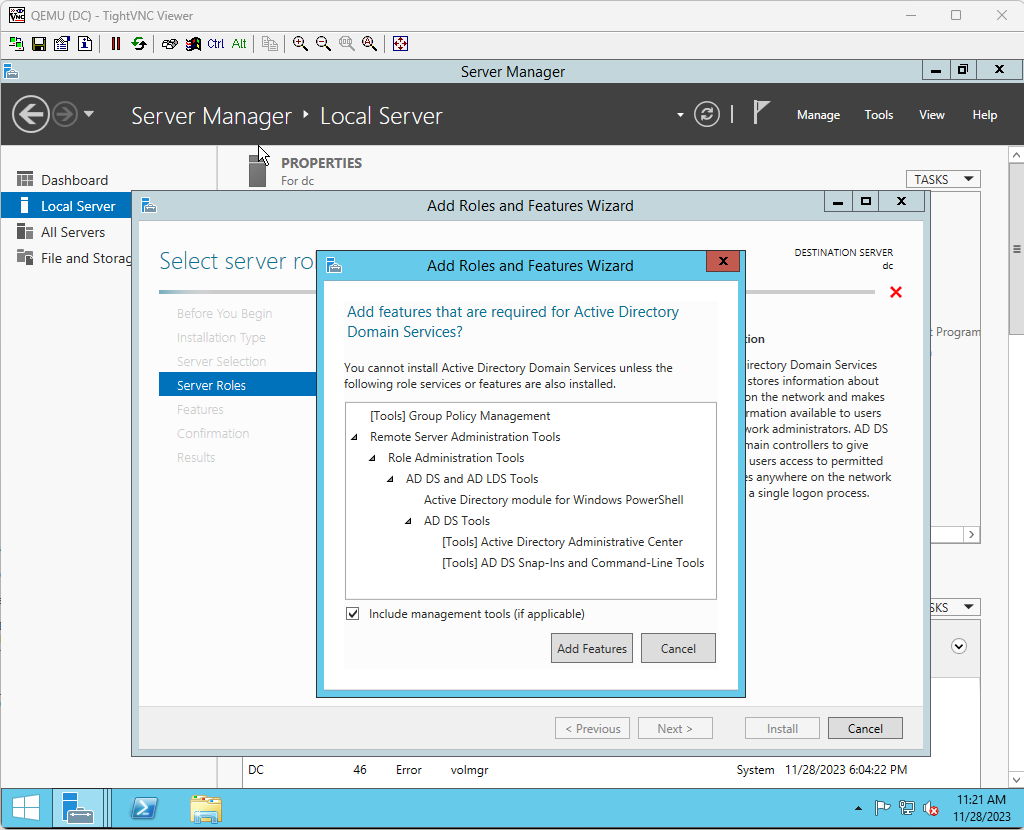 QEMU (DC) - TightVNC Viewer
Ctrl Alt
Server Manager
Server Manager ‣ Local Server
Manage Tools View Help
Dashboard
Local Server
All Servers
File and Storag
PROPERTIES
For dc
TASKS
Add Roles and Features Wizard
Select server ro
DESTINATION SERVER
dc
Before You Begin
Installation Type
Server Selection
Server Roles
Features
Confirmation
Results
Add Roles and Features Wizard
Add features that are required for Active Directory
Domain Services?
You cannot install Active Directory Domain Services unless the
following role services or features are also installed.
[Tools] Group Policy Management
Remote Server Administration Tools
Role Administration Tools
AD DS and AD LDS Tools
Active Directory module for Windows PowerShell
AD DS Tools
[Tools] Active Directory Administrative Center
[Tools] AD DS Snap-Ins and Command-Line Tools
Include management tools (if applicable)
Add Features
Cancel
tion
irectory Domain Services
stores information about
on the network and makes
rmation available to users
work administrators. AD DS
main controllers to give
users access to permitted
s anywhere on the network
a single logon process.
t Program
SKS
< Previous
Next >
Install
Cancel
DC 46 Error volmgr System 11/28/2023 6:04:22 PM
11:21 AM
11/28/2023